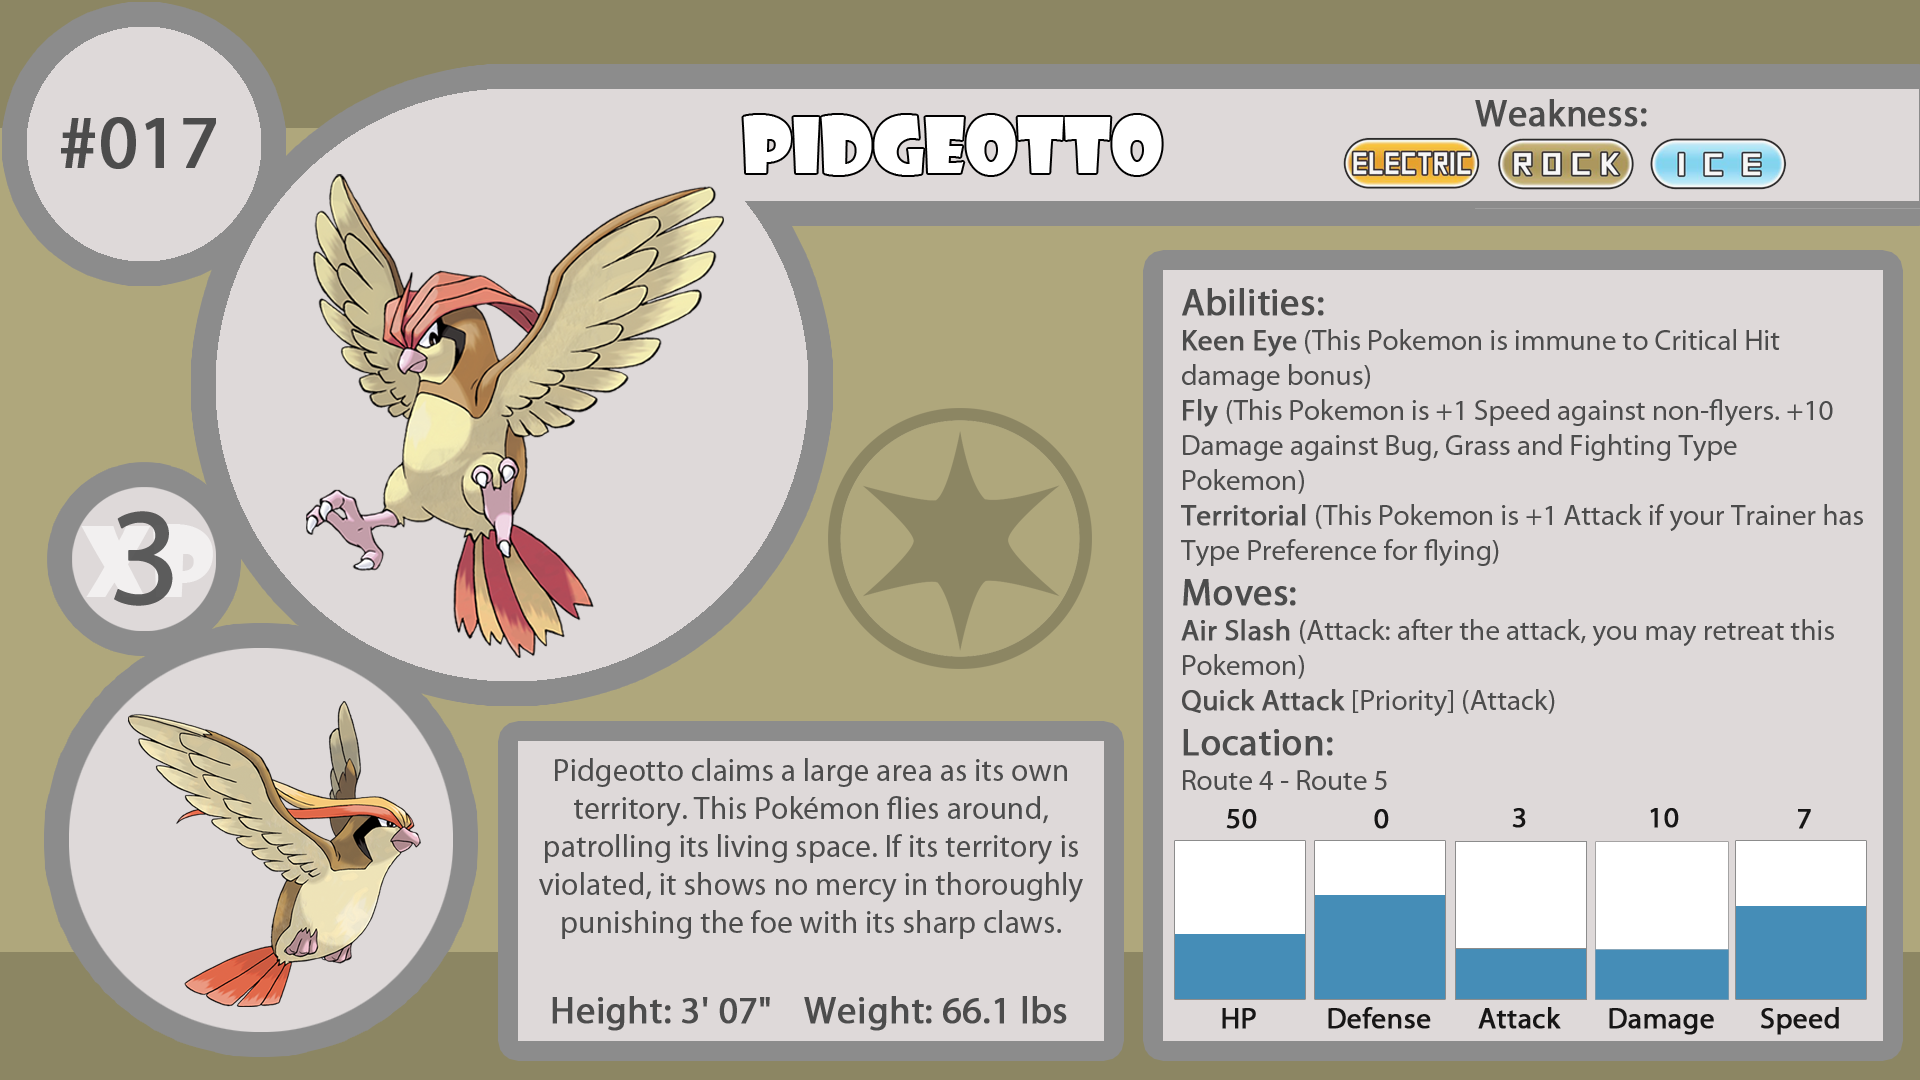 #017
PIDGEOTTO
Weakness:
ELECTRIC ROCK ICE
XP
3
Abilities:
Keen Eye (This Pokemon is immune to Critical Hit
damage bonus)
Fly (This Pokemon is +1 Speed against non-flyers. +10
Damage against Bug, Grass and Fighting Type
Pokemon)
Territorial (This Pokemon is +1 Attack if your Trainer has
Type Preference for flying)
Moves:
Air Slash (Attack: after the attack, you may retreat this
Pokemon)
Quick Attack [Priority] (Attack)
Location:
Route 4 - Route 5
50 0 3 10 7
HP Defense Attack Damage Speed
Pidgeotto claims a large area as its own
territory. This Pokémon flies around,
patrolling its living space. If its territory is
violated, it shows no mercy in thoroughly
punishing the foe with its sharp claws.
Height: 3' 07" Weight: 66.1 lbs